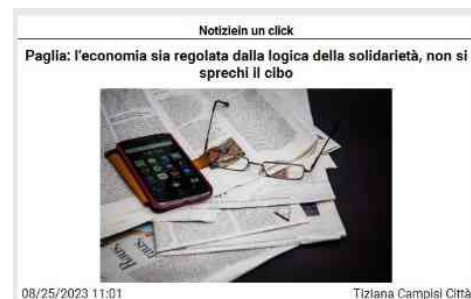 Notiziein un click
Paglia: l'economia sia regolata dalla logica della solidarietà, non si
sprechi il cibo
08/25/2023 11:01
Tiziana Campisi Città